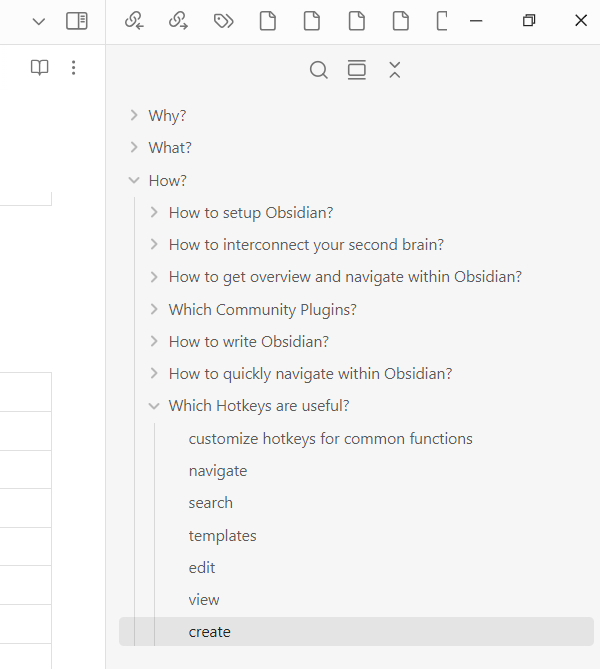 Why?
What?
How?
How to setup Obsidian?
How to interconnect your second brain?
How to get overview and navigate within Obsidian?
Which Community Plugins?
How to write Obsidian?
How to quickly navigate within Obsidian?
Which Hotkeys are useful?
customize hotkeys for common functions
navigate
search
templates
edit
view
create